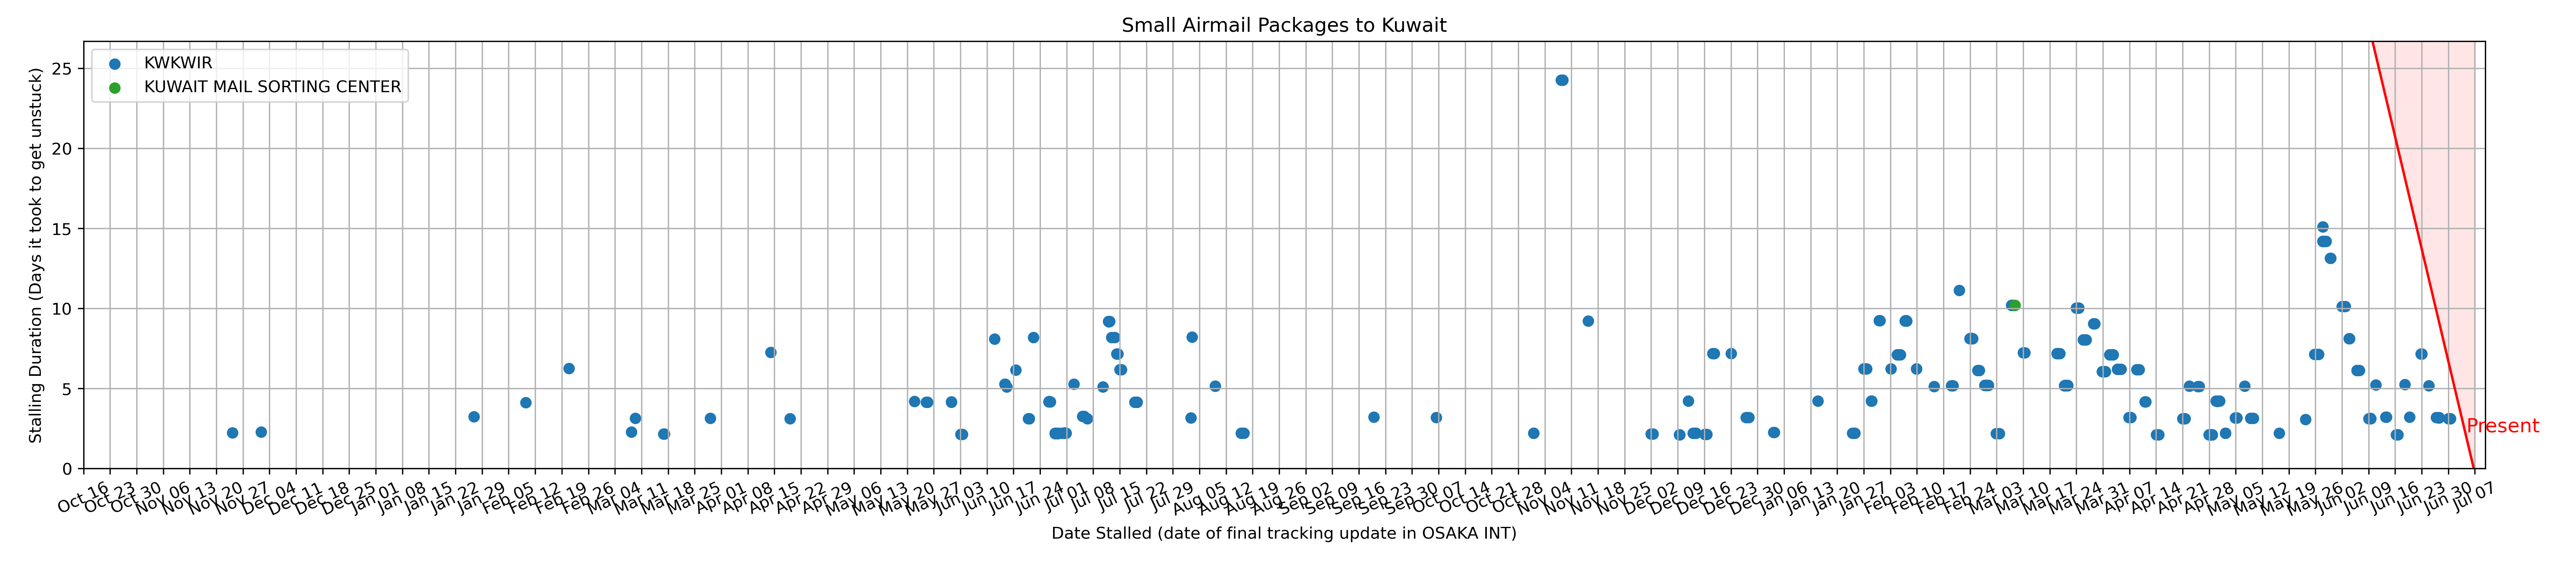 Small Airmail Packages to Kuwait
KWKWIR
KUWAIT MAIL SORTING CENTER
Stalling Duration (Days it took to get unstuck)
25
20
15
10
5
0
Present
Oct 16
Oct 23
Oct 30
Nov 06
Nov 13
Nov 20
Nov 27
Dec 04
Dec 11
Dec 18
Dec 25
Jan 01
Jan 08
Jan 15
Jan 22
Jan 29
Feb 05
Feb 12
Feb 19
Feb 26
Mar 04
Mar 11
Mar 18
Mar 25
Apr 01
Apr 08
Apr 15
Apr 22
Apr 29
May 06
May 13
May 20
May 27
Jun 03
Jun 10
Jun 17
Jun 24
Jul 01
Jul 08
Jul 15
Jul 22
Jul 29
Aug 05
Aug 12
Aug 19
Aug 26
Sep 02
Sep 09
Sep 16
Sep 23
Sep 30
Oct 07
Oct 14
Oct 21
Oct 28
Nov 04
Nov 11
Nov 18
Nov 25
Dec 02
Dec 09
Dec 16
Dec 23
Dec 30
Jan 06
Jan 13
Jan 20
Jan 27
Feb 03
Feb 10
Feb 17
Feb 24
Mar 03
Mar 10
Mar 17
Mar 24
Mar 31
Apr 07
Apr 14
Apr 21
Apr 28
May 05
May 12
May 19
May 26
Jun 02
Jun 09
Jun 16
Jun 23
Jun 30
Jul 07
Date Stalled (date of final tracking update in OSAKA INT)